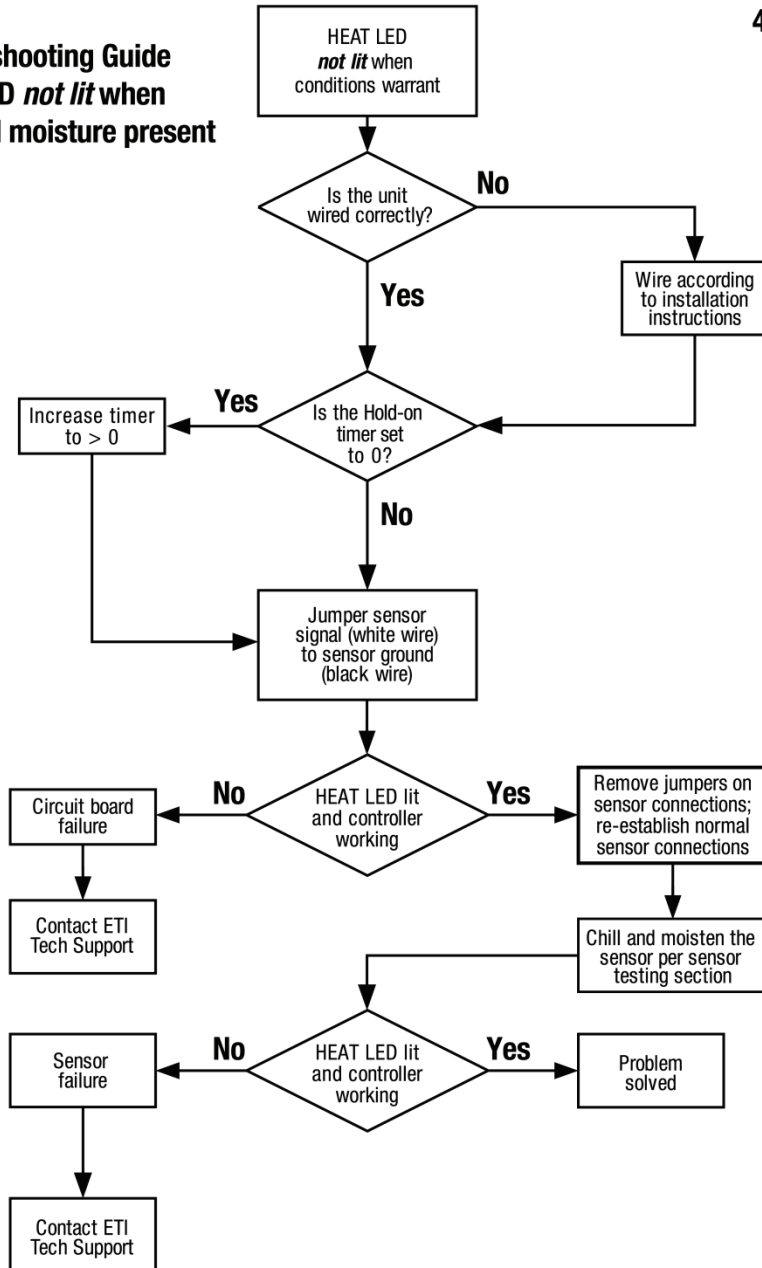 4
HEAT LED
not lit when
conditions warrant
shooting Guide
D not lit when
moisture present
Is the unit
wired correctly?
No
Yes
Wire according
to installation
instructions
Is the Hold-on
timer set
to 0?
Yes
Increase timer
to > 0
No
Jumper sensor
signal (white wire)
to sensor ground
(black wire)
HEAT LED lit
and controller
working
No
Yes
Circuit board
failure
Contact ETI
Tech Support
Remove jumpers on
sensor connections;
re-establish normal
sensor connections
Chill and moisten the
sensor per sensor
testing section
HEAT LED lit
and controller
working
No
Yes
Sensor
failure
Problem
solved
Contact ETI
Tech Support